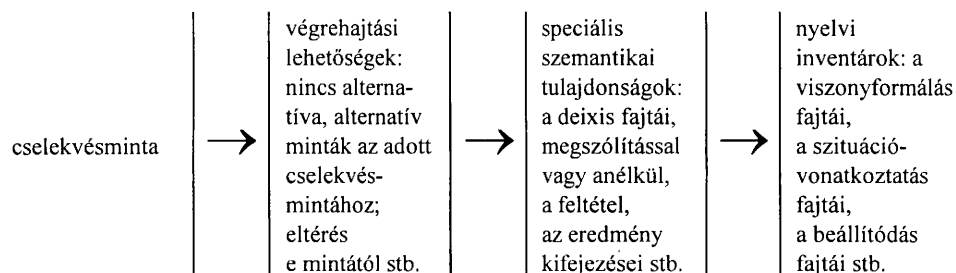 cselekvésminta
végrehajtási
lehetőségek:
nincs alterna-
tíva, alternatív
minták az adott
cselekvés-
mintához;
eltérés
e mintától stb.
speciális
szemantikai
tulajdonságok:
a deixis fajtái,
megszólítással
vagy anélkül,
a feltétel,
az eredmény
kifejezései stb.
nyelvi
inventárok: a
viszonyformálás
fajtái,
a szituáció-
vonatkoztatás
fajtái,
a beállítódás
fajtái stb.